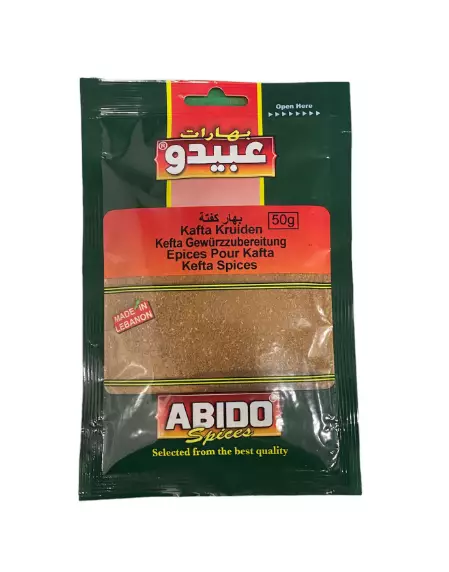 Open Here
بهارات
عبيدو®
بهار كفتة
50g
Kafta Kruiden
Kefta Gewürzzubereitung
Epices Pour Kafta
Kefta Spices
MADE IN
LEBANON
ABIDO
Spices
Selected from the best quality